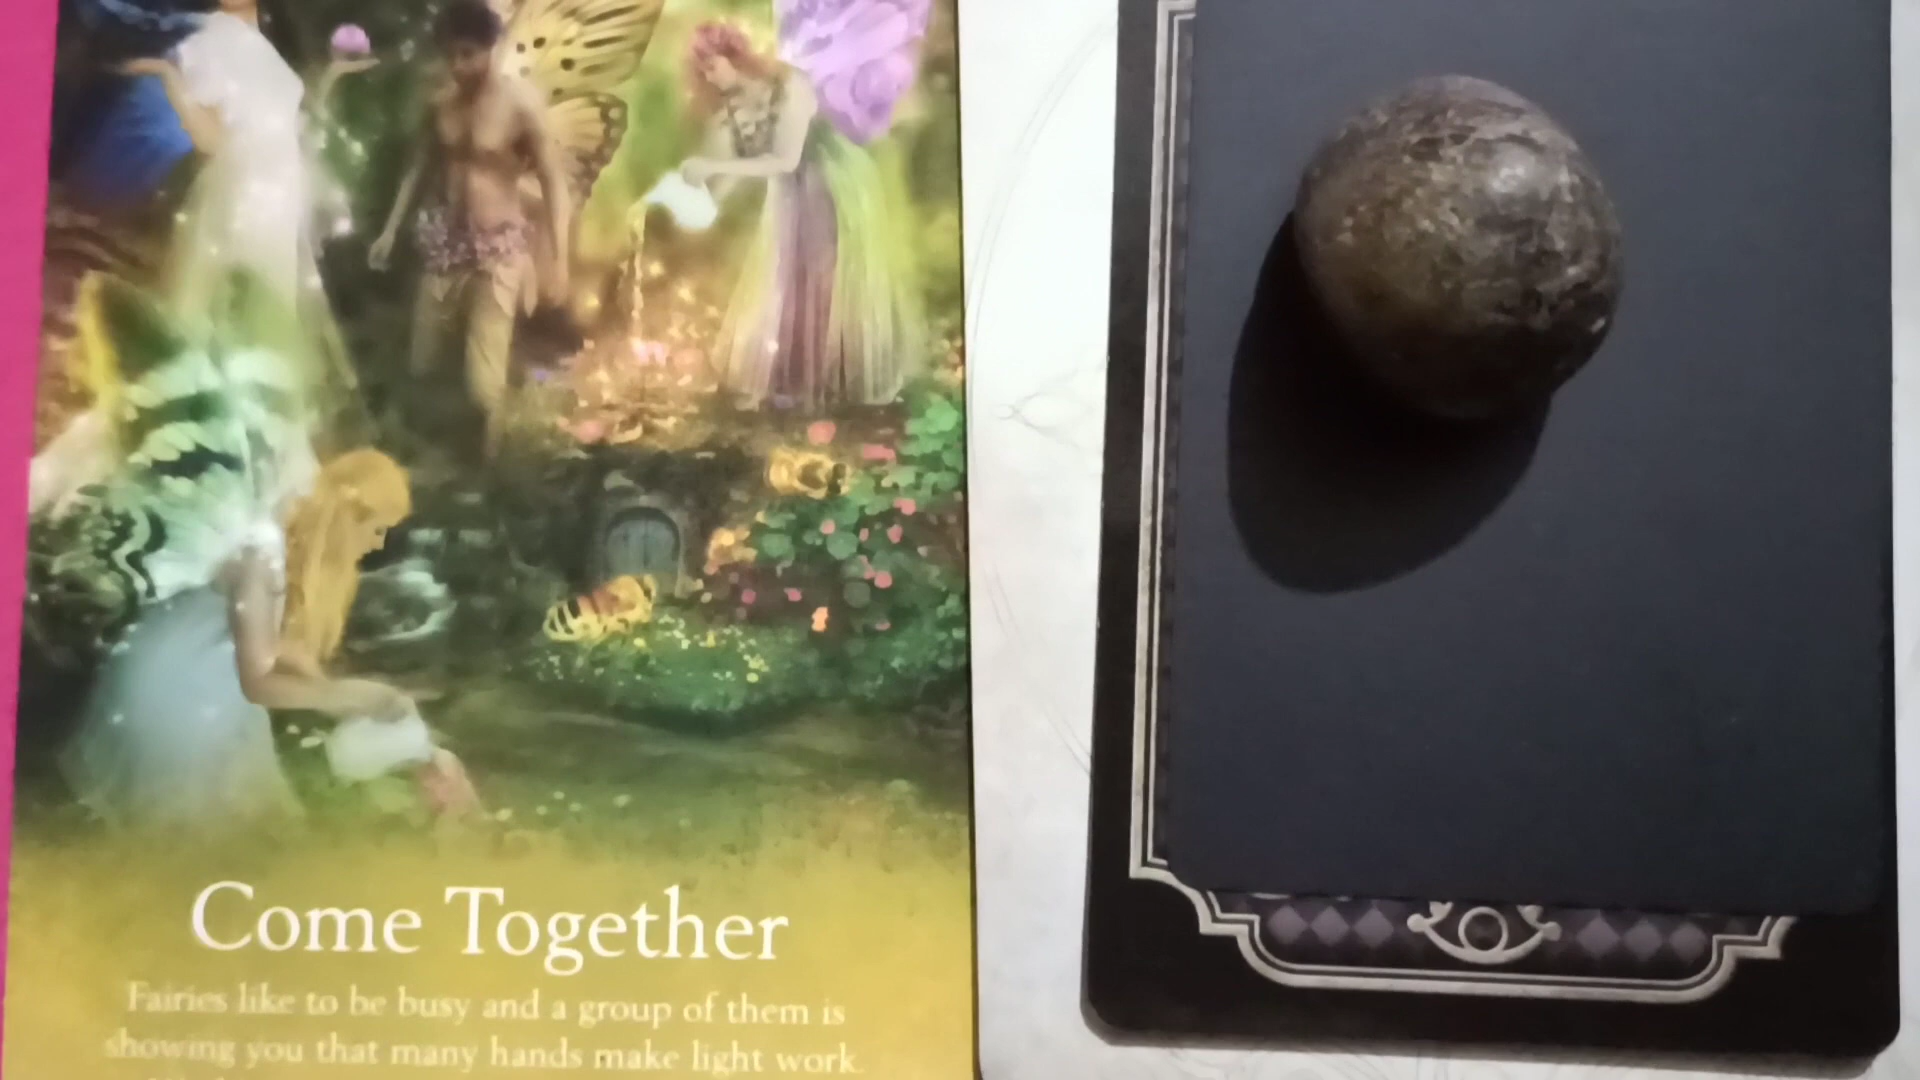 Come Together
Fairies like to be busy and a group of them is
showing you that many hands make light work.